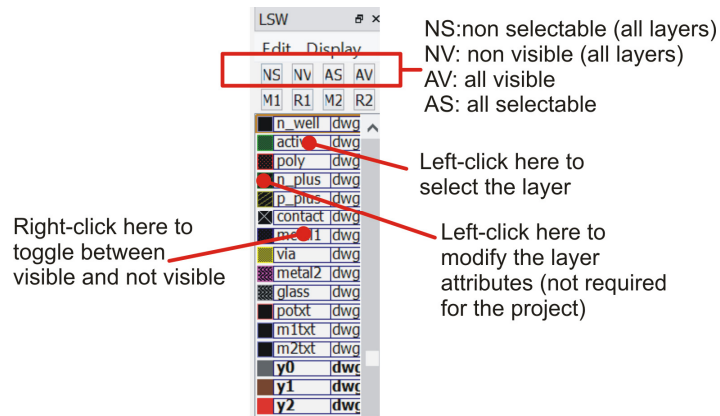 LSW
Edit Display
NS NV AS AV
M1 R1 M2 R2
n_well dwg
dwg
poly dwg
n_plus dwg
p_plus dwg
contact dwg
dwg
via dwg
metal2 dwg
glass dwg
potxt dwg
m1txt dwg
m2txt dwg
y0
y1
y2
NS:non selectable (all layers)
NV: non visible (all layers)
AV: all visible
AS: all selectable
Left-click here to
select the layer
Left-click here to
modify the layer
attributes (not required
for the project)
Right-click here to
toggle between
visible and not visible